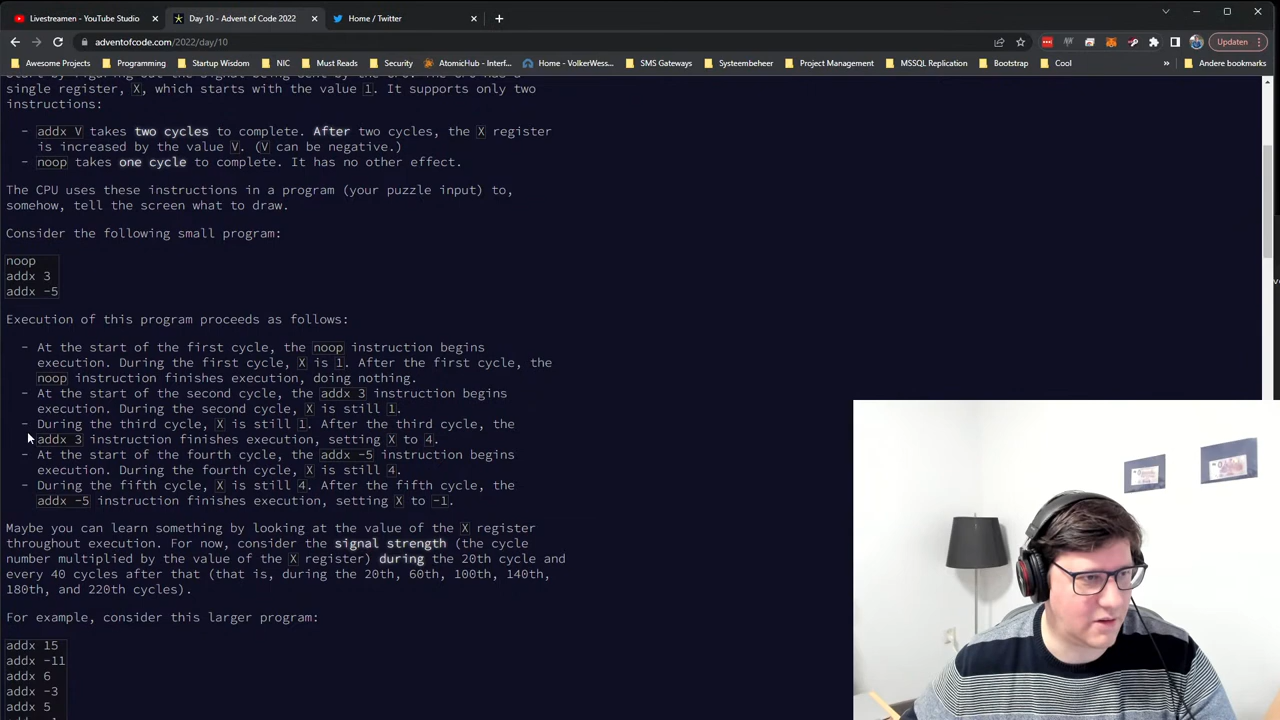 Livestreamen - YouTube Studio
Day 10 - Advent of Code 2022
Home / Twitter
adventofcode.com/2022/day/10
Updaten
Awesome Projects
Programming
Startup Wisdom
NIC
Must Reads
Security
AtomicHub - Interf...
Home - VolkerWess...
SMS Gateways
Systeembeheer
Project Management
MSSQL Replication
Bootstrap
Cool
»
Andere bookmarks
single register, X, which starts with the value 1. It supports only two
instructions:
- addx V takes two cycles to complete. After two cycles, the X register
is increased by the value V. (V can be negative.)
- noop takes one cycle to complete. It has no other effect.
The CPU uses these instructions in a program (your puzzle input) to,
somehow, tell the screen what to draw.
Consider the following small program:
noop
addx 3
addx -5
Execution of this program proceeds as follows:
- At the start of the first cycle, the noop instruction begins
execution. During the first cycle, X is 1. After the first cycle, the
noop instruction finishes execution, doing nothing.
- At the start of the second cycle, the addx 3 instruction begins
execution. During the second cycle, X is still 1.
- During the third cycle, X is still 1. After the third cycle, the
addx 3 instruction finishes execution, setting X to 4.
- At the start of the fourth cycle, the addx -5 instruction begins
execution. During the fourth cycle, X is still 4.
- During the fifth cycle, X is still 4. After the fifth cycle, the
addx -5 instruction finishes execution, setting X to -1.
Maybe you can learn something by looking at the value of the X register
throughout execution. For now, consider the signal strength (the cycle
number multiplied by the value of the X register) during the 20th cycle and
every 40 cycles after that (that is, during the 20th, 60th, 100th, 140th,
180th, and 220th cycles).
For example, consider this larger program:
addx 15
addx -11
addx 6
addx -3
addx 5